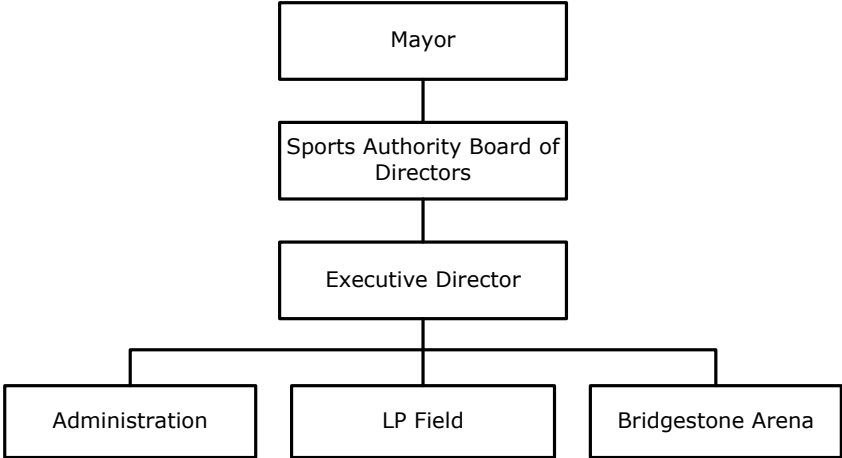 Mayor
Sports Authority Board of
Directors
Executive Director
Administration
LP Field
Bridgestone Arena